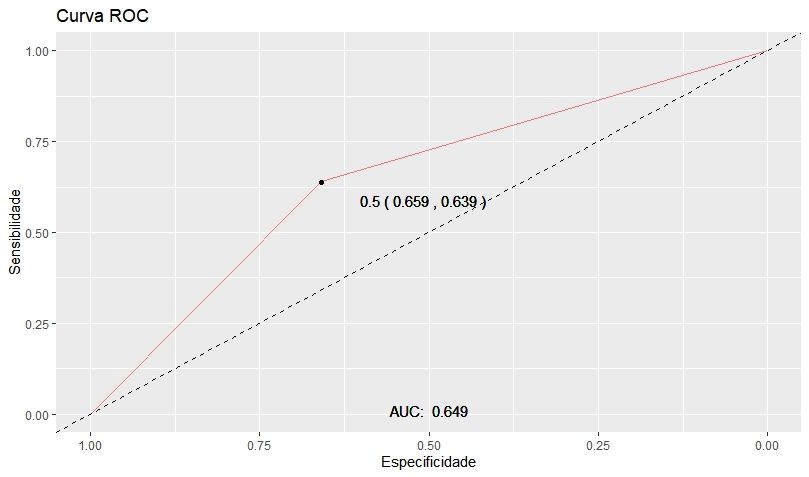 Curva ROC
1.00
0.75
0.50
0.25
0.00
Sensibilidade
0.5 ( 0.659 , 0.639 )
AUC:  0.649
1.00 0.75 0.50 0.25 0.00
Especificidade